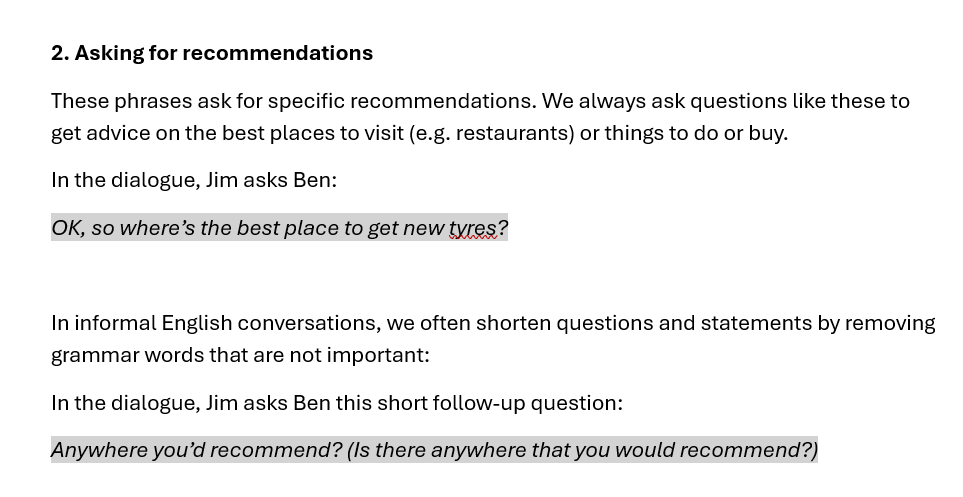 2. Asking for recommendations
These phrases ask for specific recommendations. We always ask questions like these to
get advice on the best places to visit (e.g. restaurants) or things to do or buy.
In the dialogue, Jim asks Ben:
OK, so where’s the best place to get new tyres?
In informal English conversations, we often shorten questions and statements by removing
grammar words that are not important:
In the dialogue, Jim asks Ben this short follow-up question:
Anywhere you’d recommend? (Is there anywhere that you would recommend?)